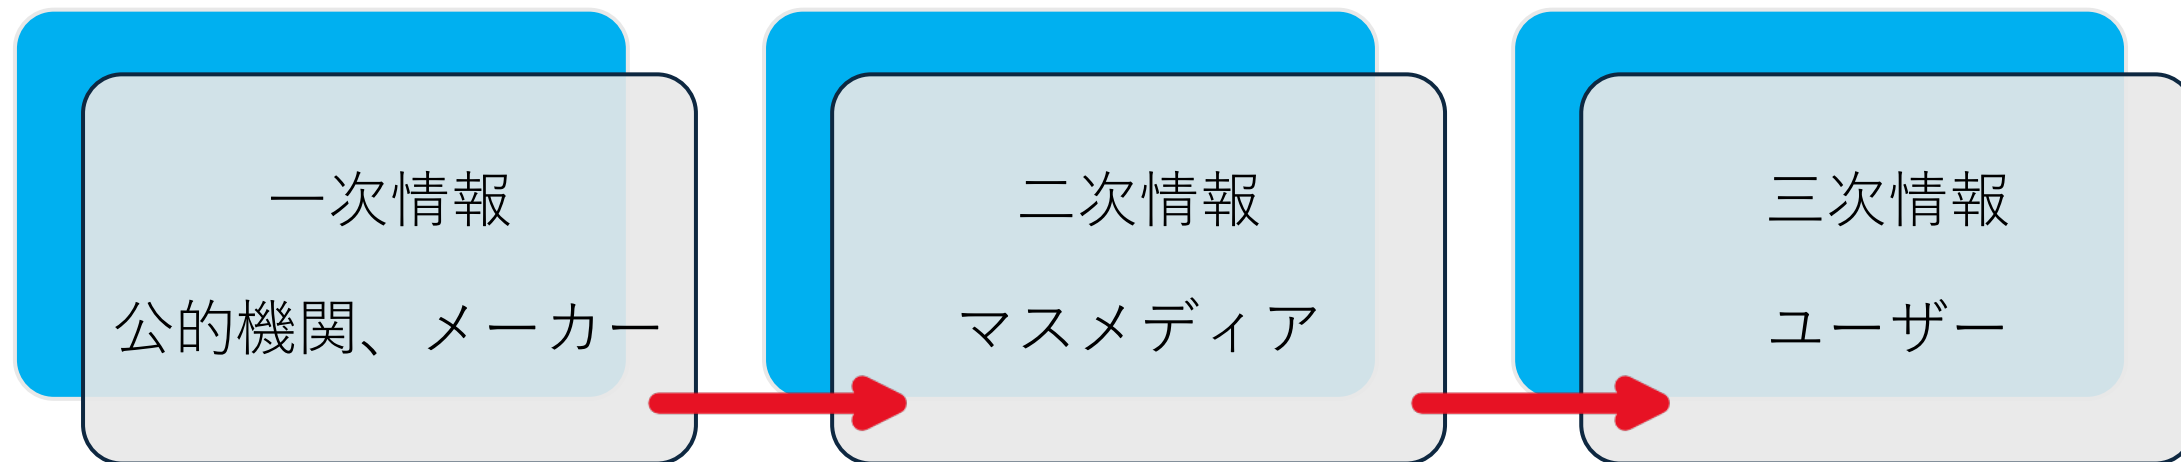 一次情報
公的機関、メーカー
二次情報
マスメディア
三次情報
ユーザー